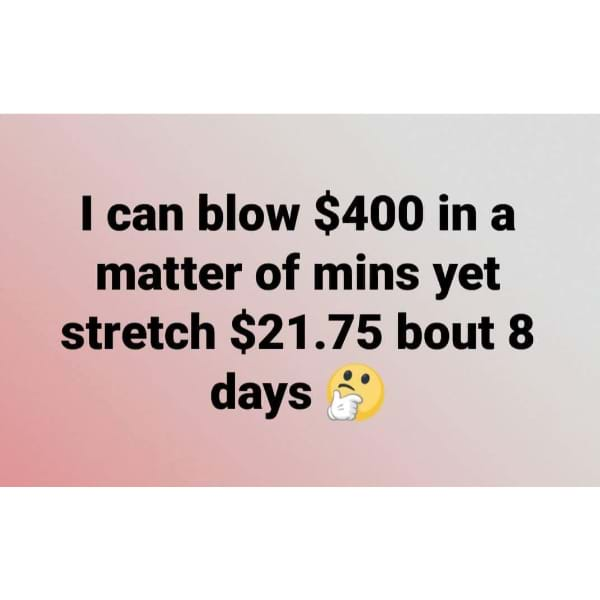 I can blow $400 in a
matter of mins yet
stretch $21.75 bout 8
days 🤔